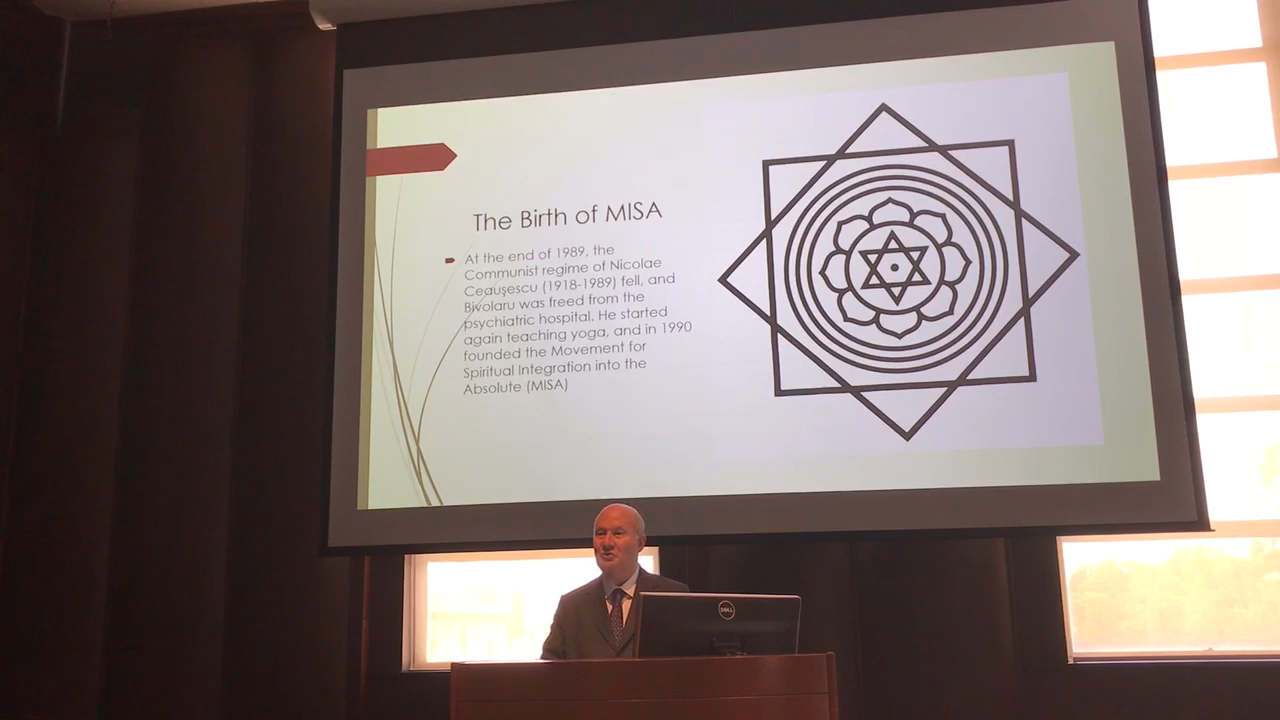 The Birth of MISA
At the end of 1989, the
Communist regime of Nicolae
Ceauşescu (1918-1989) fell, and
Bivolaru was freed from the
psychiatric hospital. He started
again teaching yoga, and in 1990
founded the Movement for
Spiritual Integration into the
Absolute (MISA)
DELL